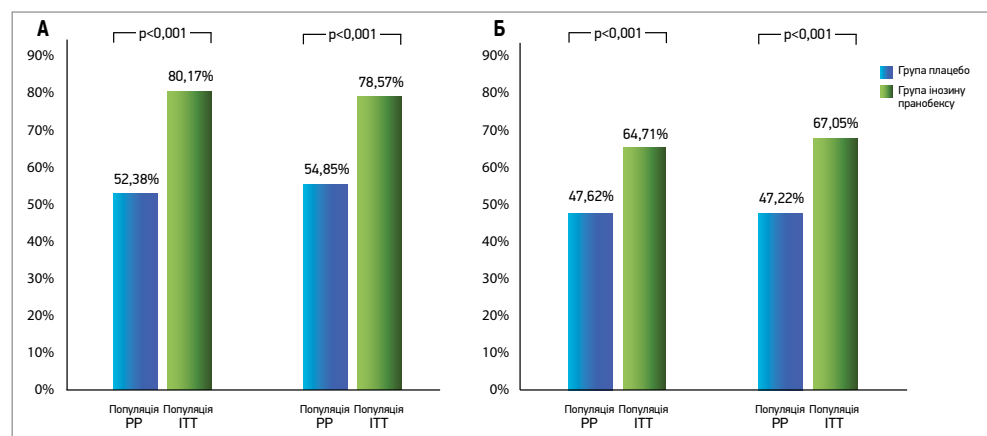 А
p<0,001
p<0,001
90%
80%
70%
60%
50%
40%
30%
20%
10%
0%
52,38%
80,17%
54,85%
78,57%
Популяція PP
Популяція ITT
Популяція PP
Популяція ITT
Б
p<0,001
p<0,001
90%
80%
70%
60%
50%
40%
30%
20%
10%
0%
47,62%
64,71%
47,22%
67,05%
Популяція PP
Популяція ITT
Популяція PP
Популяція ITT
Група плацебо
Група інозину
пранобексу